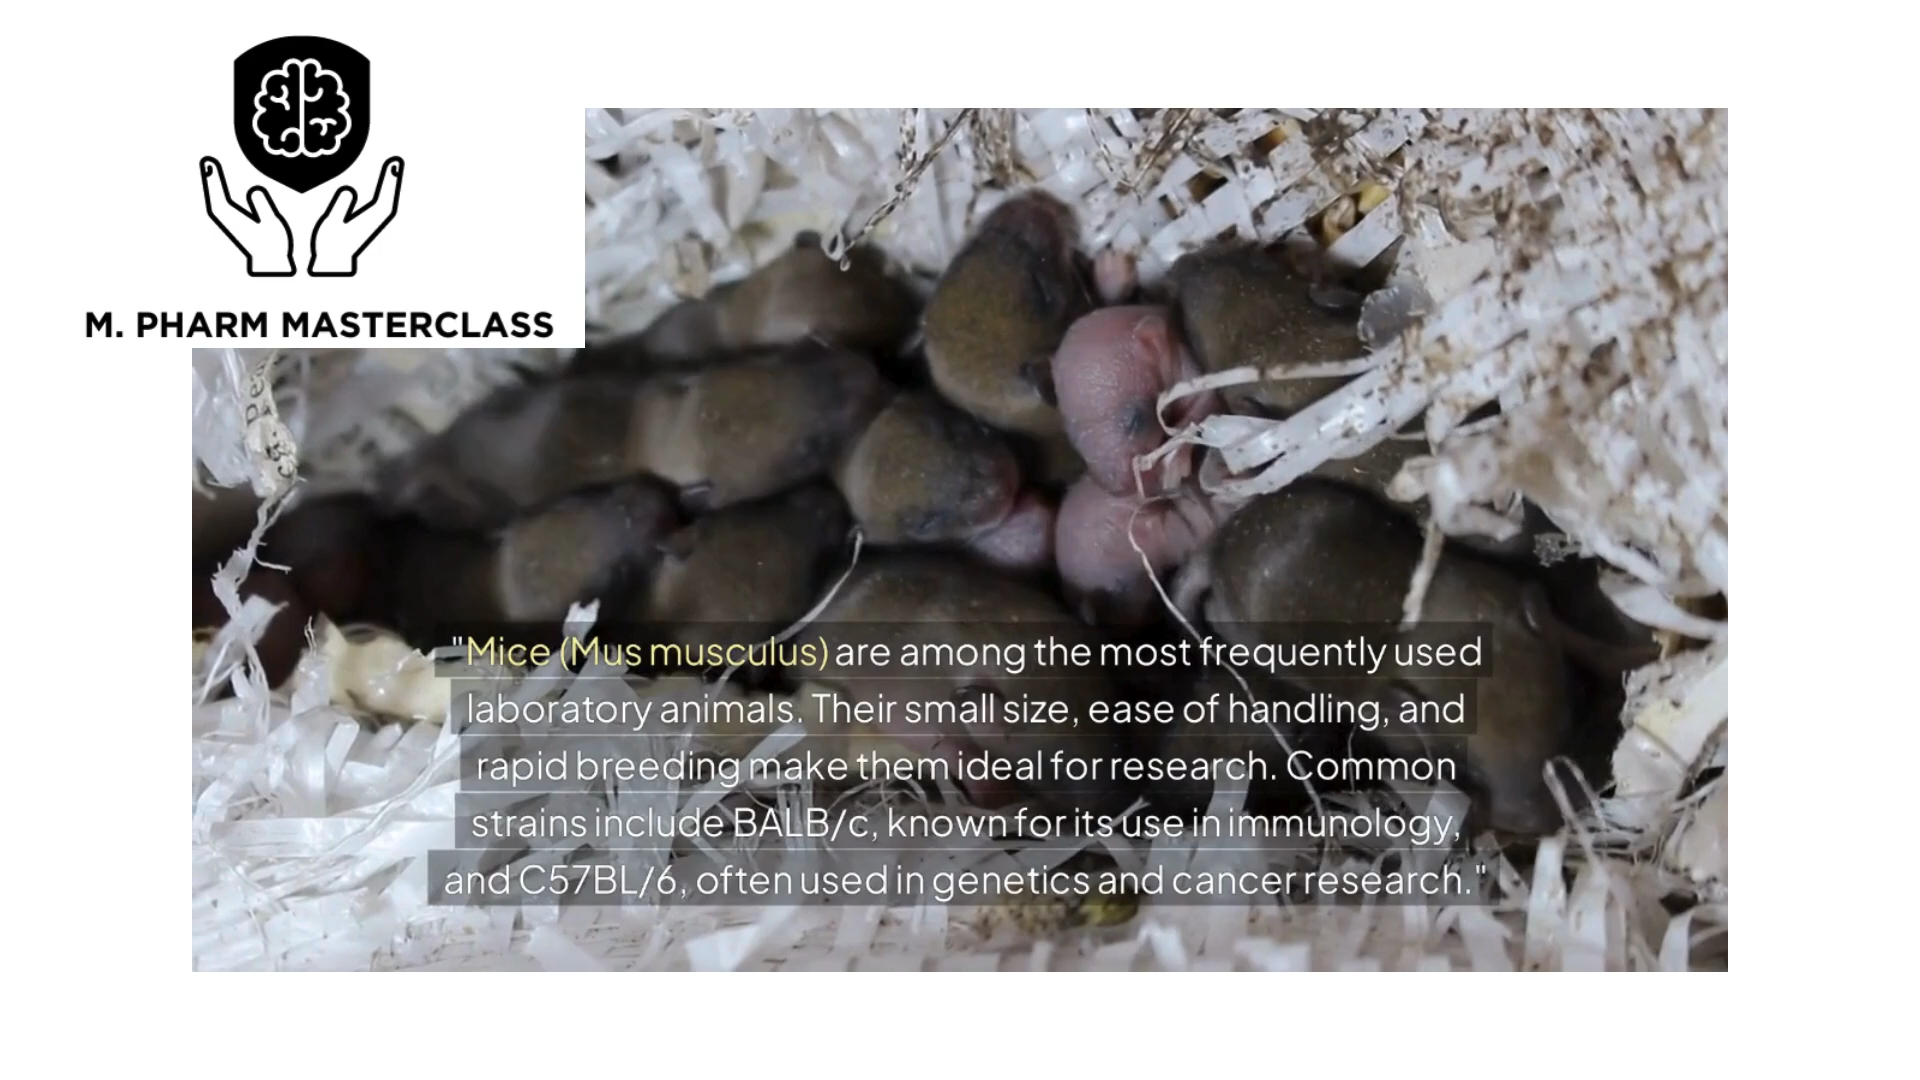 M. PHARM MASTERCLASS
"Mice (Mus musculus) are among the most frequently used
laboratory animals. Their small size, ease of handling, and
rapid breeding make them ideal for research. Common
strains include BALB/c, known for its use in immunology,
and C57BL/6, often used in genetics and cancer research."